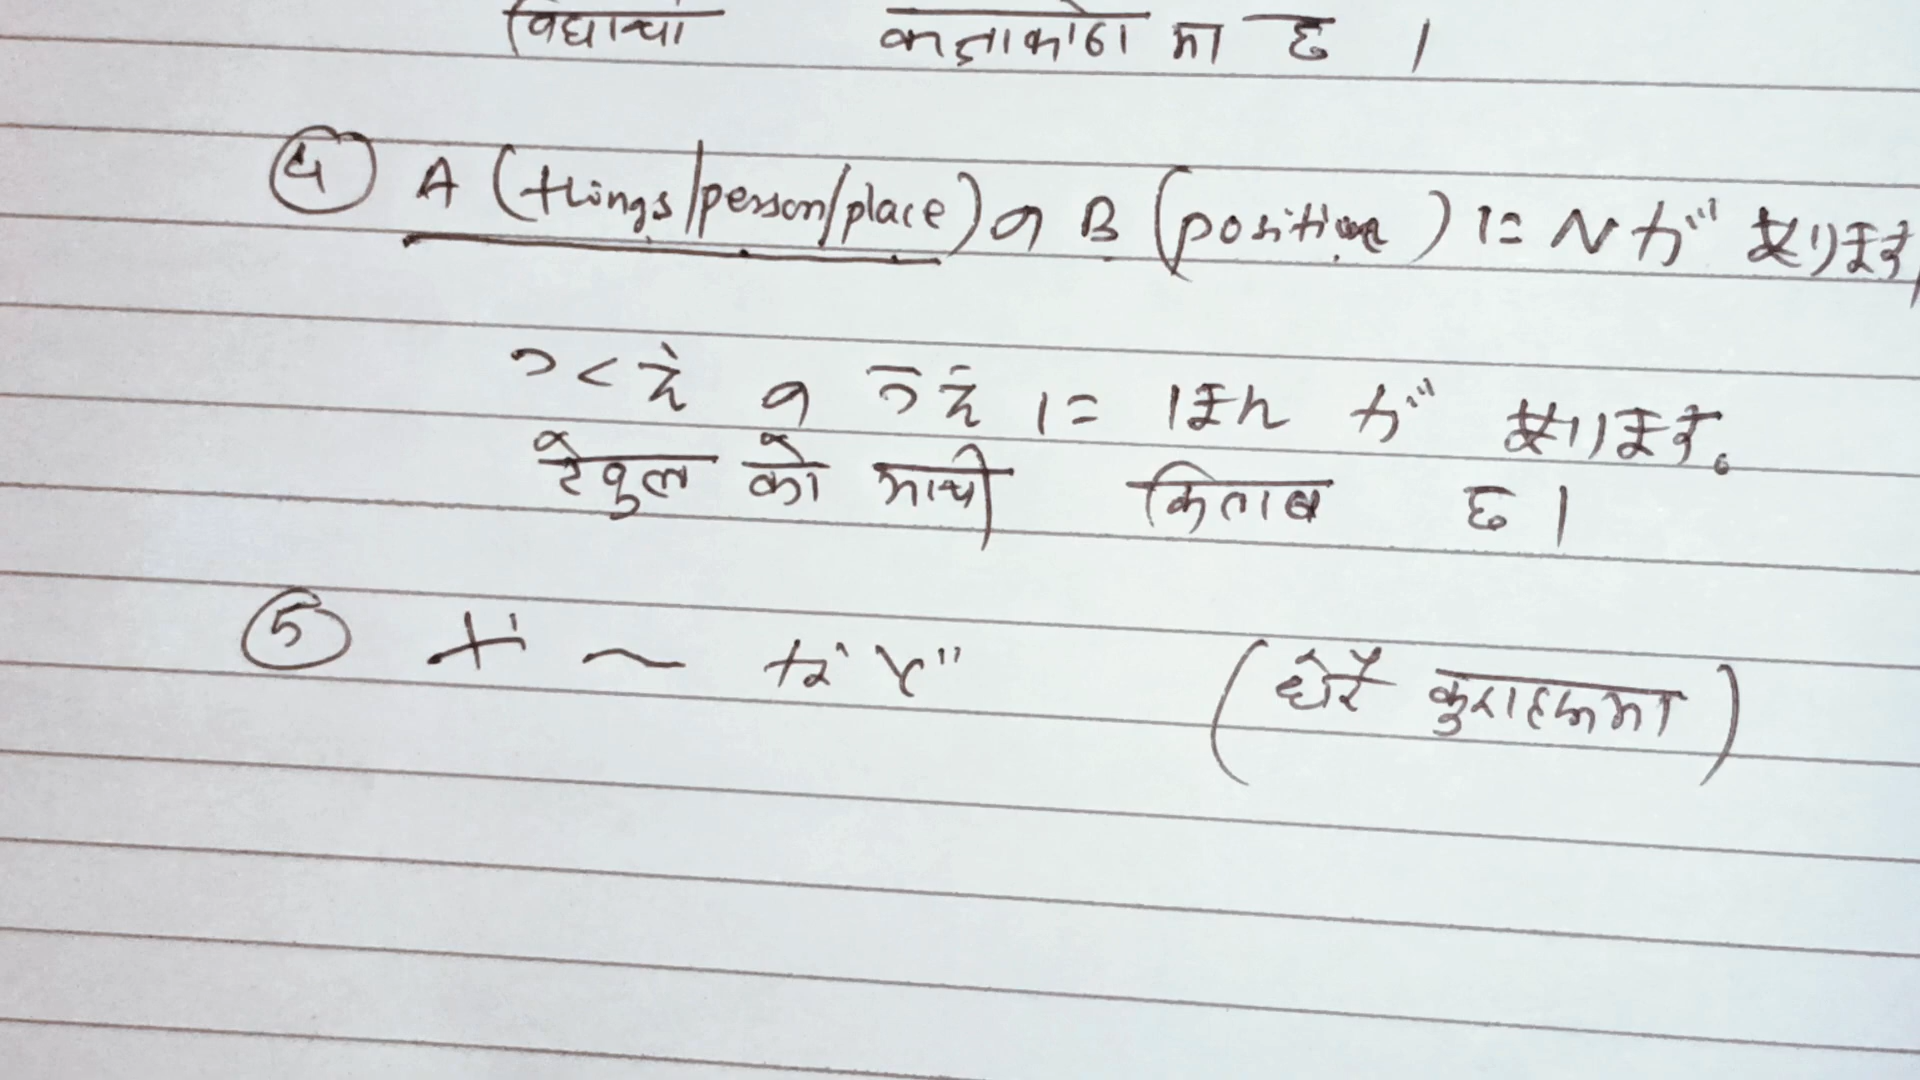 विद्यार्थी कक्षाकोठा मा छ ।
④ A (things/person/place) の B (position) に N が あります
つくえ の うえ に ほん が あります。
टेवुल को माथी किताब छ ।
⑤ や ~ など (धेरै कुराहरूमा)